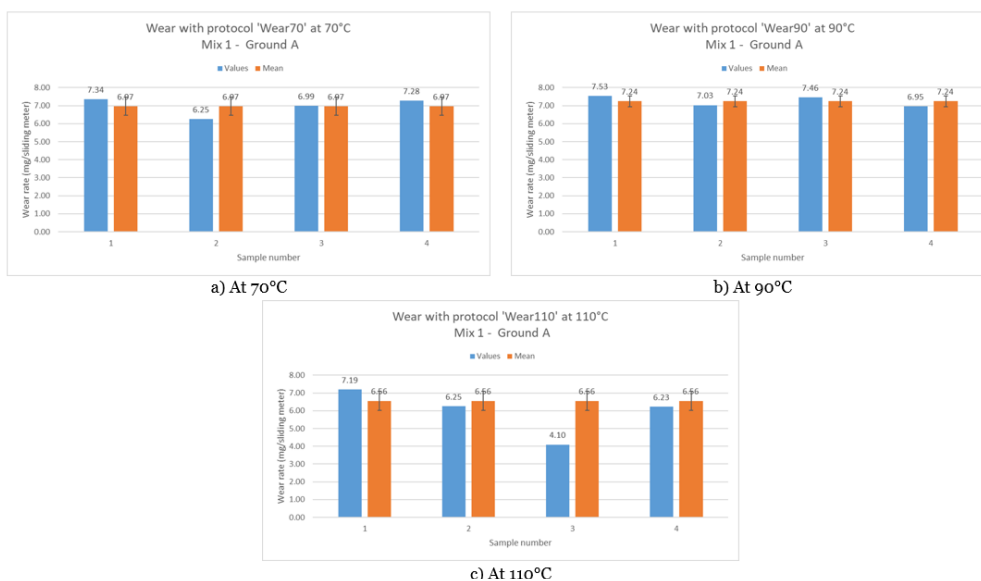 Wear with protocol 'Wear70' at 70°C
Mix 1 - Ground A
Values Mean
Wear rate (mg/sliding meter)
8.00
7.00
6.00
5.00
4.00
3.00
2.00
1.00
0.00
7.34 6.97 6.25 6.97 6.99 6.97 7.28 6.97
1 2 3 4
Sample number
a) At 70°C
Wear with protocol 'Wear90' at 90°C
Mix 1 - Ground A
Values Mean
Wear rate (mg/sliding meter)
8.00
7.00
6.00
5.00
4.00
3.00
2.00
1.00
0.00
7.53 7.24 7.03 7.24 7.46 7.24 6.95 7.24
1 2 3 4
Sample number
b) At 90°C
Wear with protocol 'Wear110' at 110°C
Mix 1 - Ground A
Values Mean
Wear rate (mg/sliding meter)
8.00
7.00
6.00
5.00
4.00
3.00
2.00
1.00
0.00
7.19 6.56 6.25 6.56 4.10 6.56 6.23 6.56
1 2 3 4
Sample number
c) At 110°C